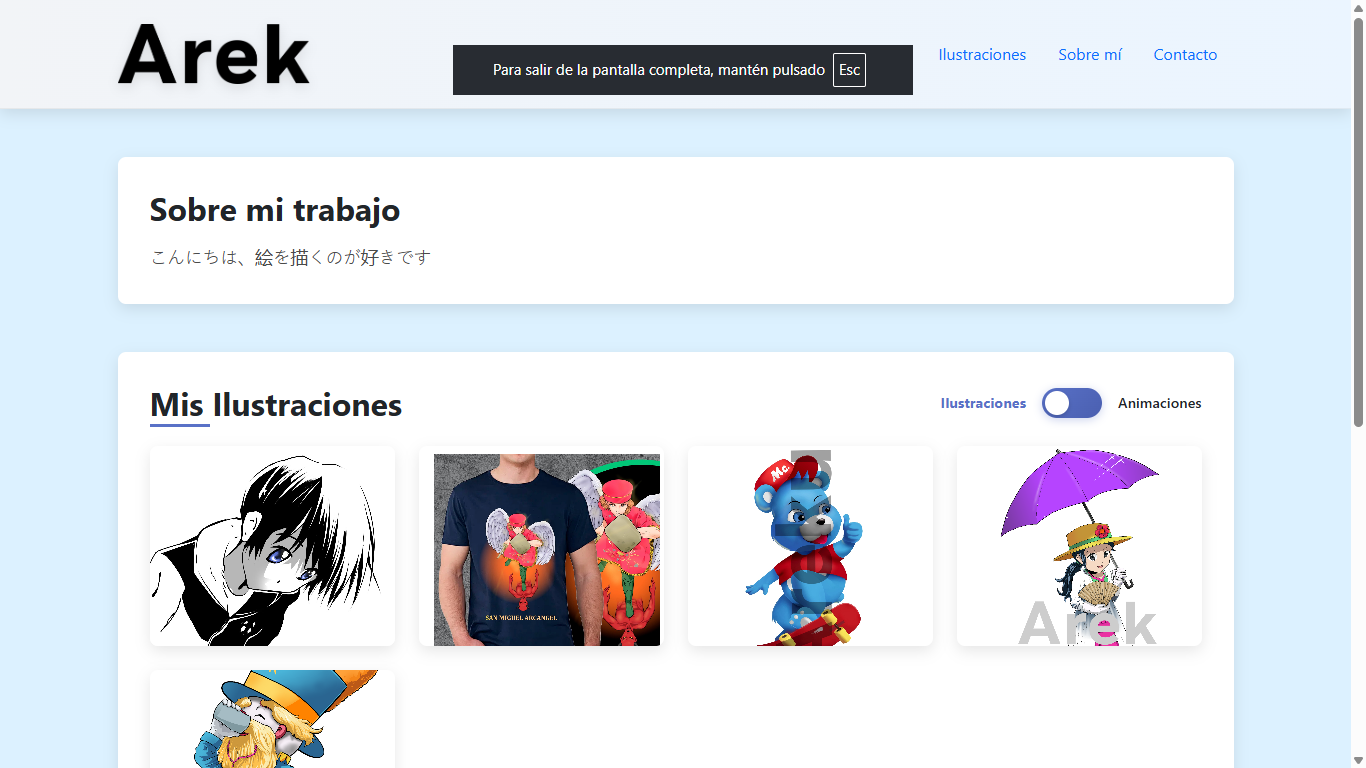 Arek
Para salir de la pantalla completa, mantén pulsado Esc
Ilustraciones Sobre mí Contacto
Sobre mi trabajo
こんにちは、絵を描くのが好きです
Mis Ilustraciones
Ilustraciones Animaciones
SAN MIGUEL ARCANGEL
Mc.
Arek